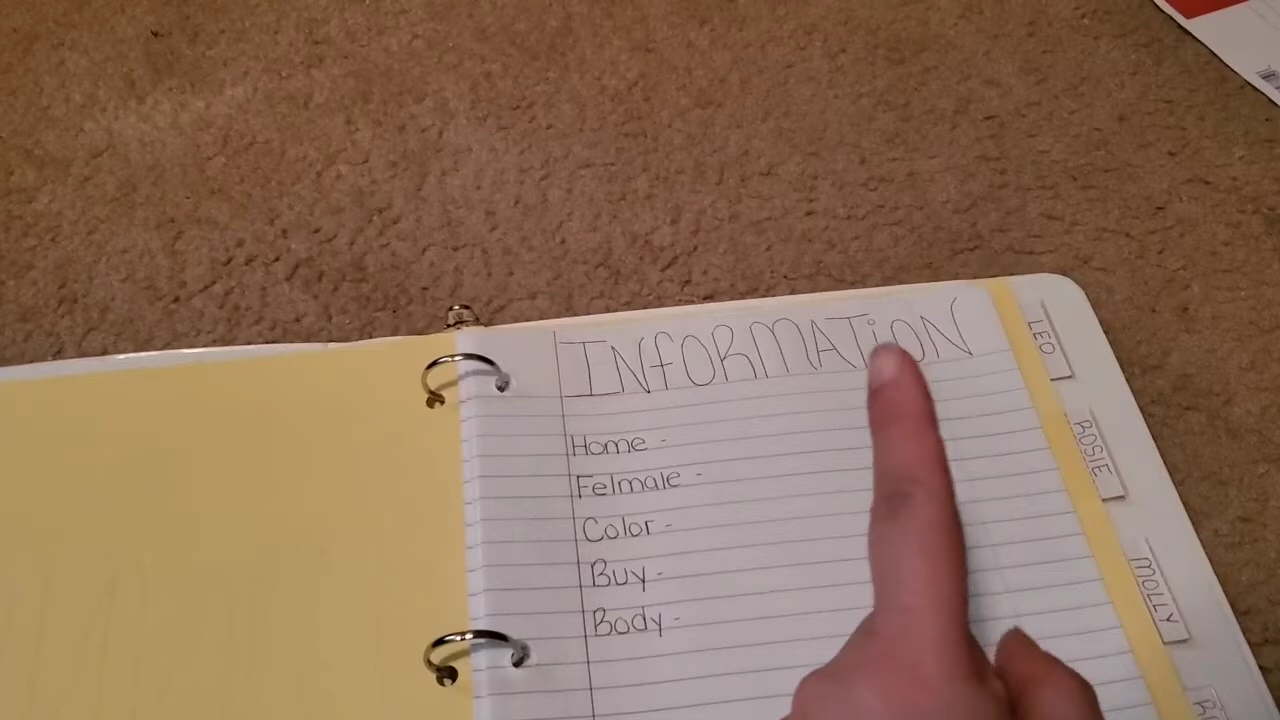 INFORMATiON
Home -
Felmale -
Color -
Buy -
Body -
LEO
ROSIE
MOLLY